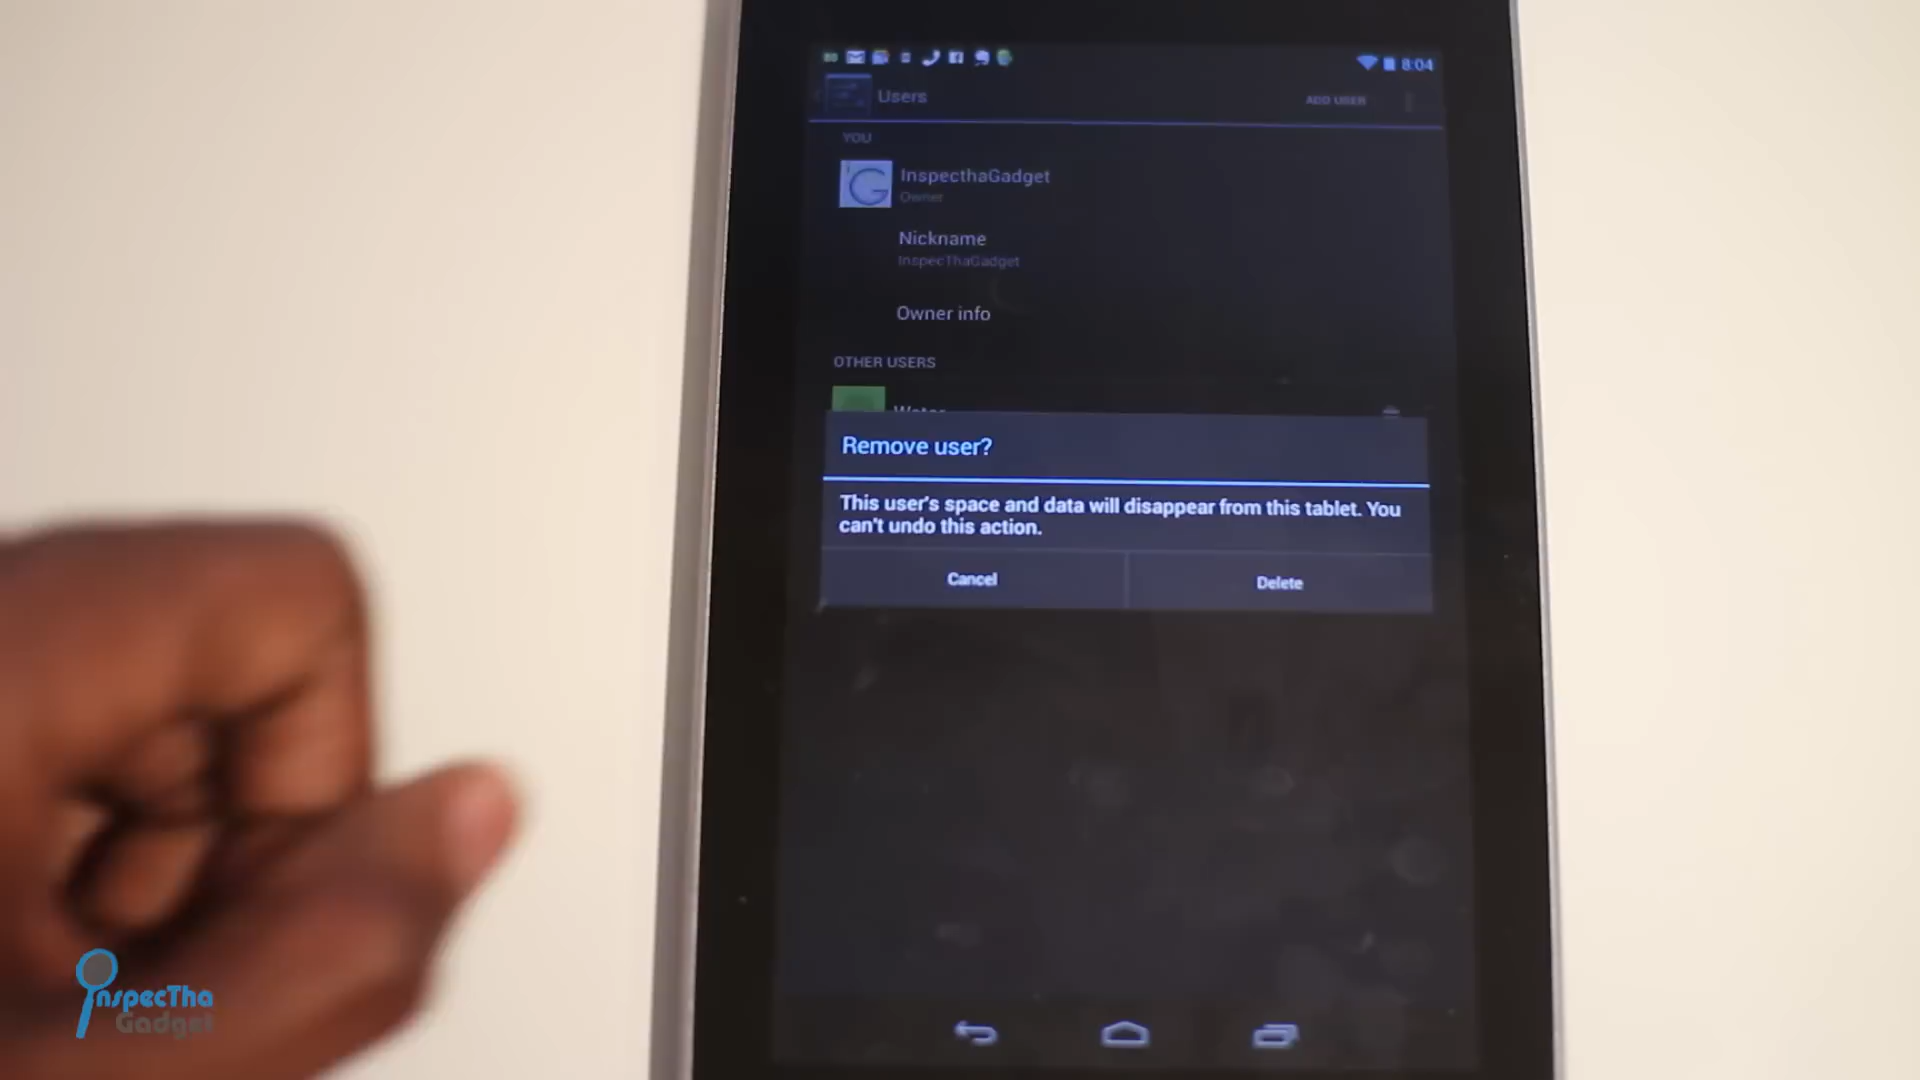 8:04
Users
ADD USER
YOU
InspecthaGadget
Owner
Nickname
InspecThaGadget
Owner info
OTHER USERS
Remove user?
This user's space and data will disappear from this tablet. You
can't undo this action.
Cancel
Delete
InspecTha
Gadget